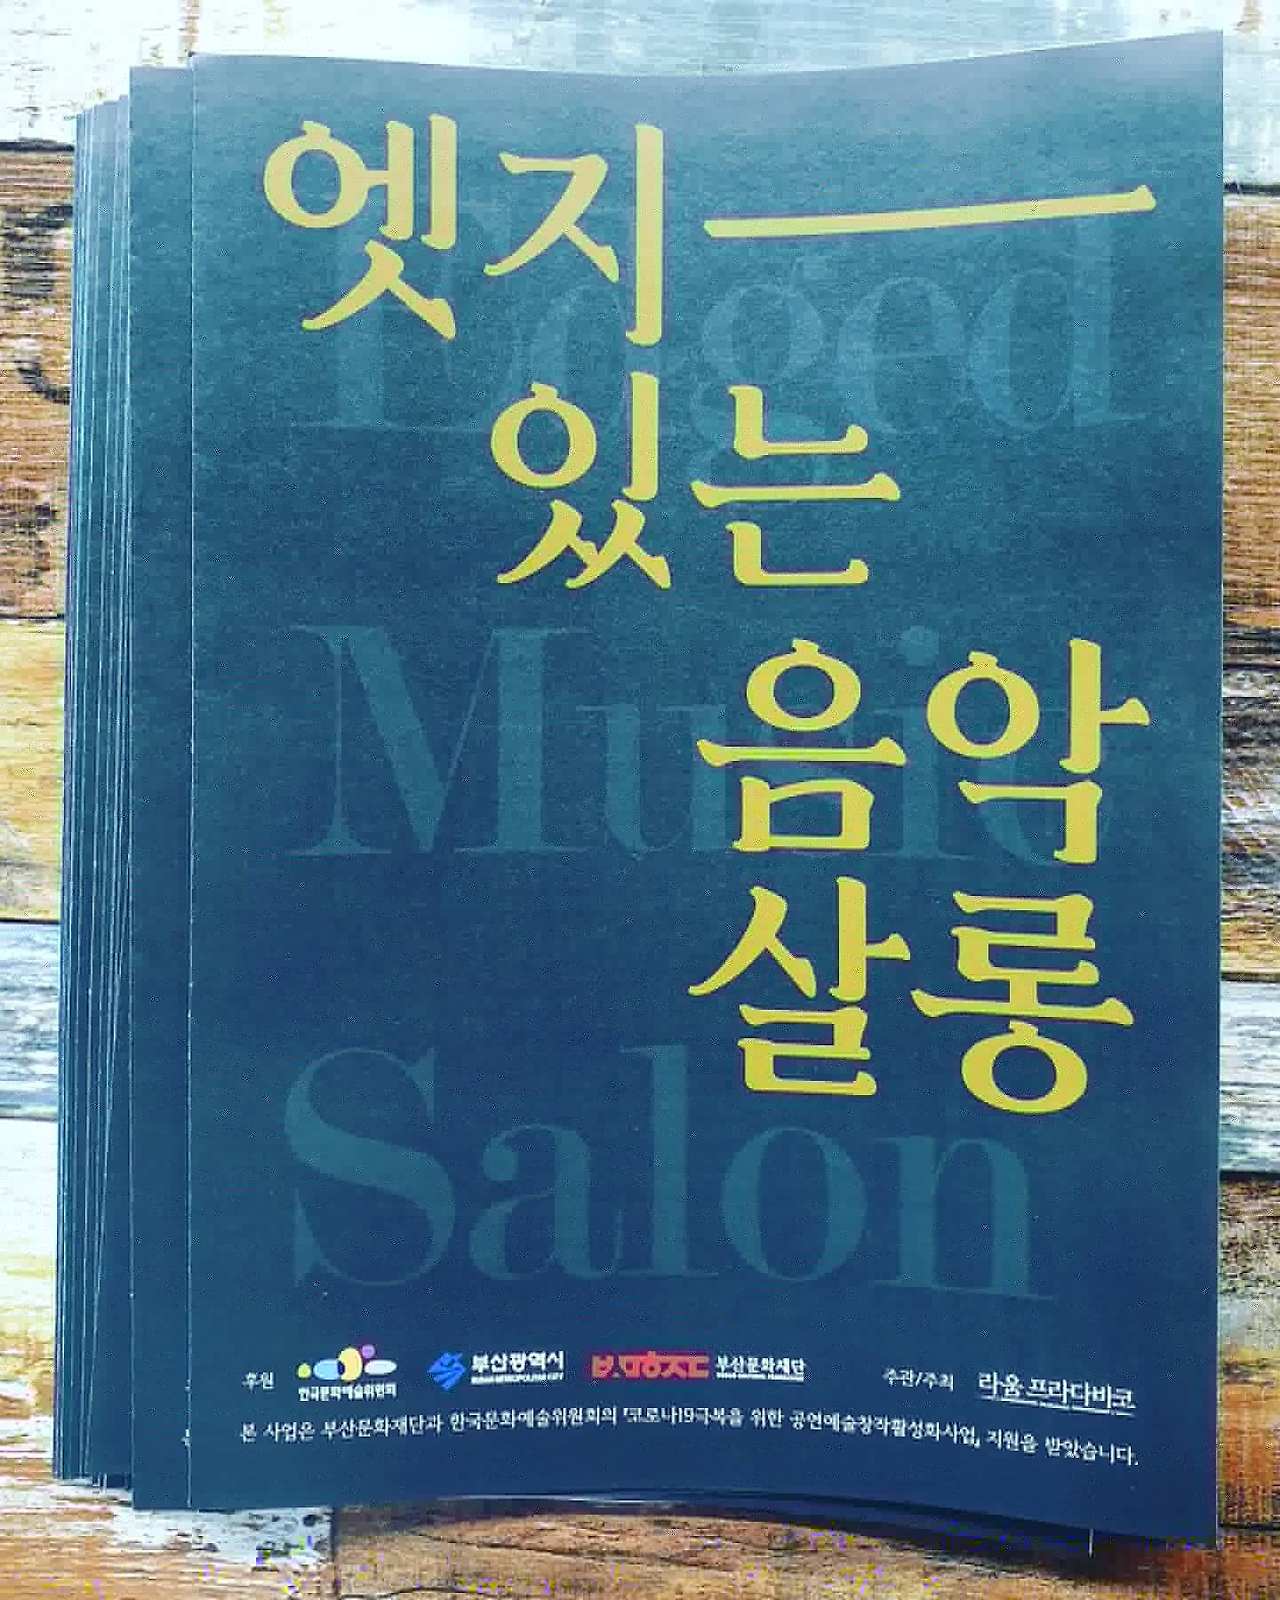 엣지
있는
음악
살롱
Edged
Music
Salon
후원 한국문화예술위원회 부산광역시 BUSAN METROPOLITAN CITY 부산문화재단 주관/주최 라움 프라다바코
본 사업은 부산문화재단과 한국문화예술위원회의 「코로나19극복을 위한 공연예술창작활성화사업」 지원을 받았습니다.